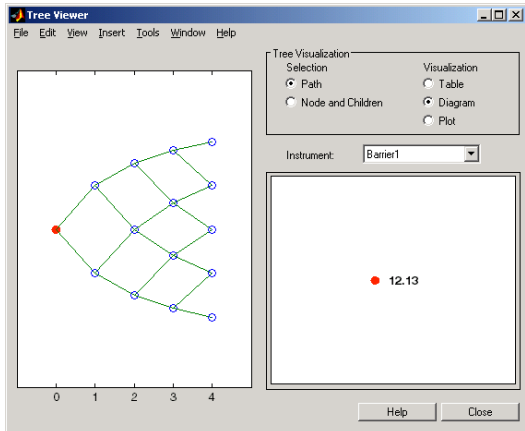 Tree Viewer
File Edit View Insert Tools Window Help
Tree Visualization
Selection
Visualization
Path
Table
Node and Children
Diagram
Plot
Instrument:
Barrier1
12.13
0 1 2 3 4
Help
Close